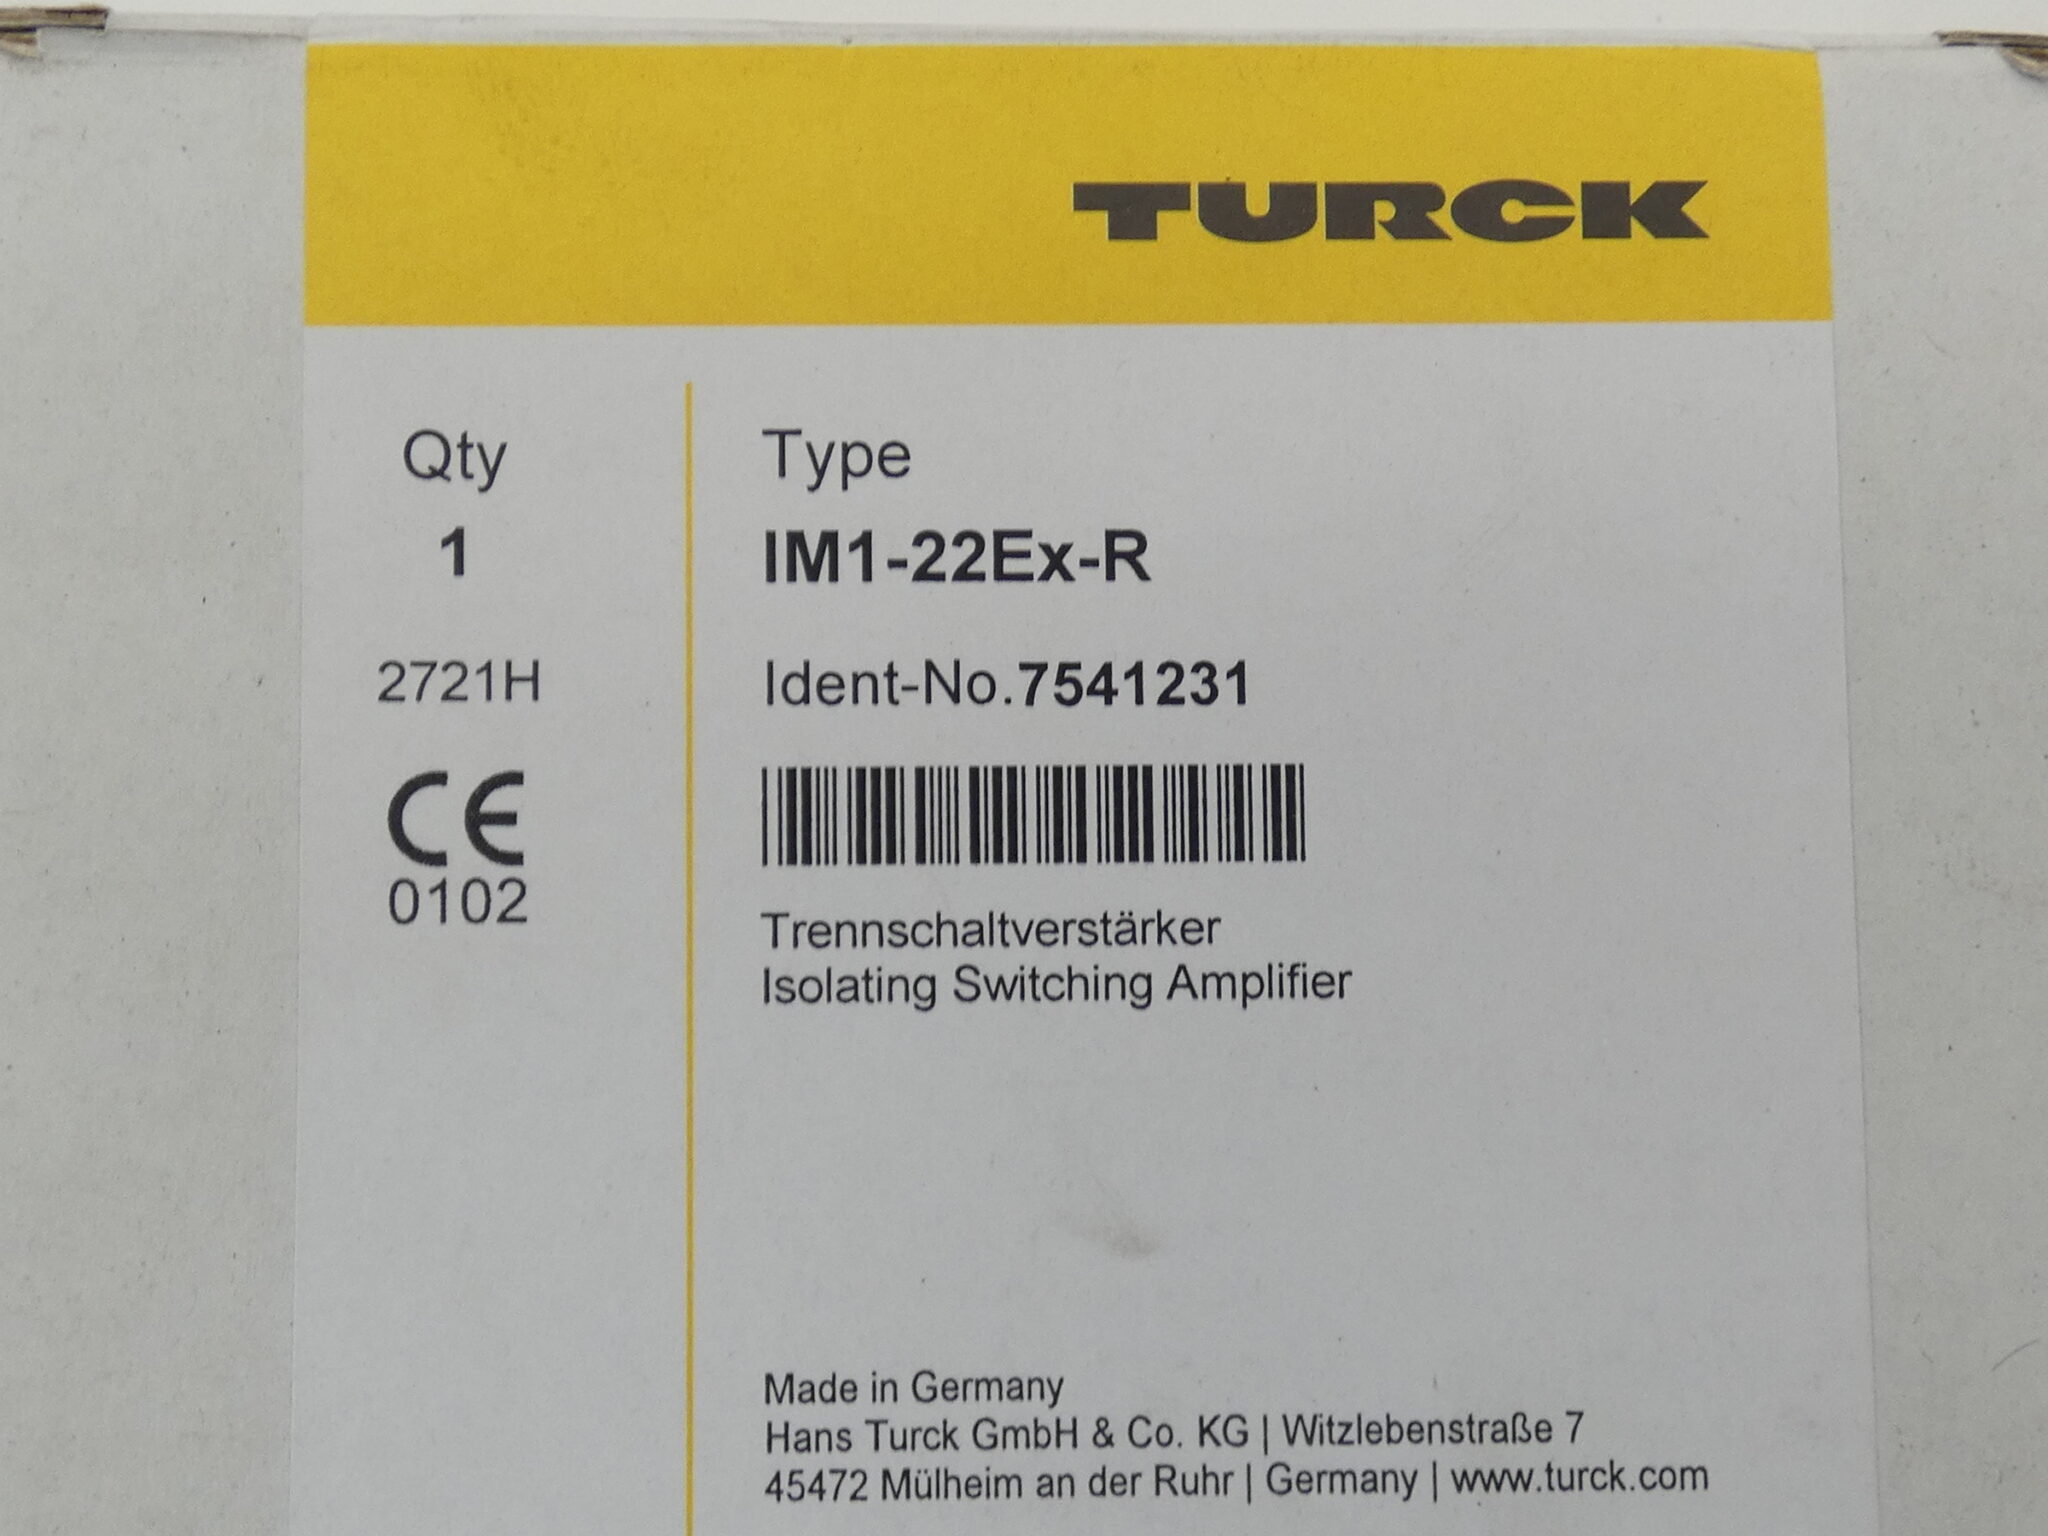 TURCK
Qty
1
2721H
CE
0102
Type
IM1-22Ex-R
Ident-No.7541231
Trennschaltverstärker
Isolating Switching Amplifier
Made in Germany
Hans Turck GmbH & Co. KG | Witzlebenstraße 7
45472 Mülheim an der Ruhr | Germany | www.turck.com